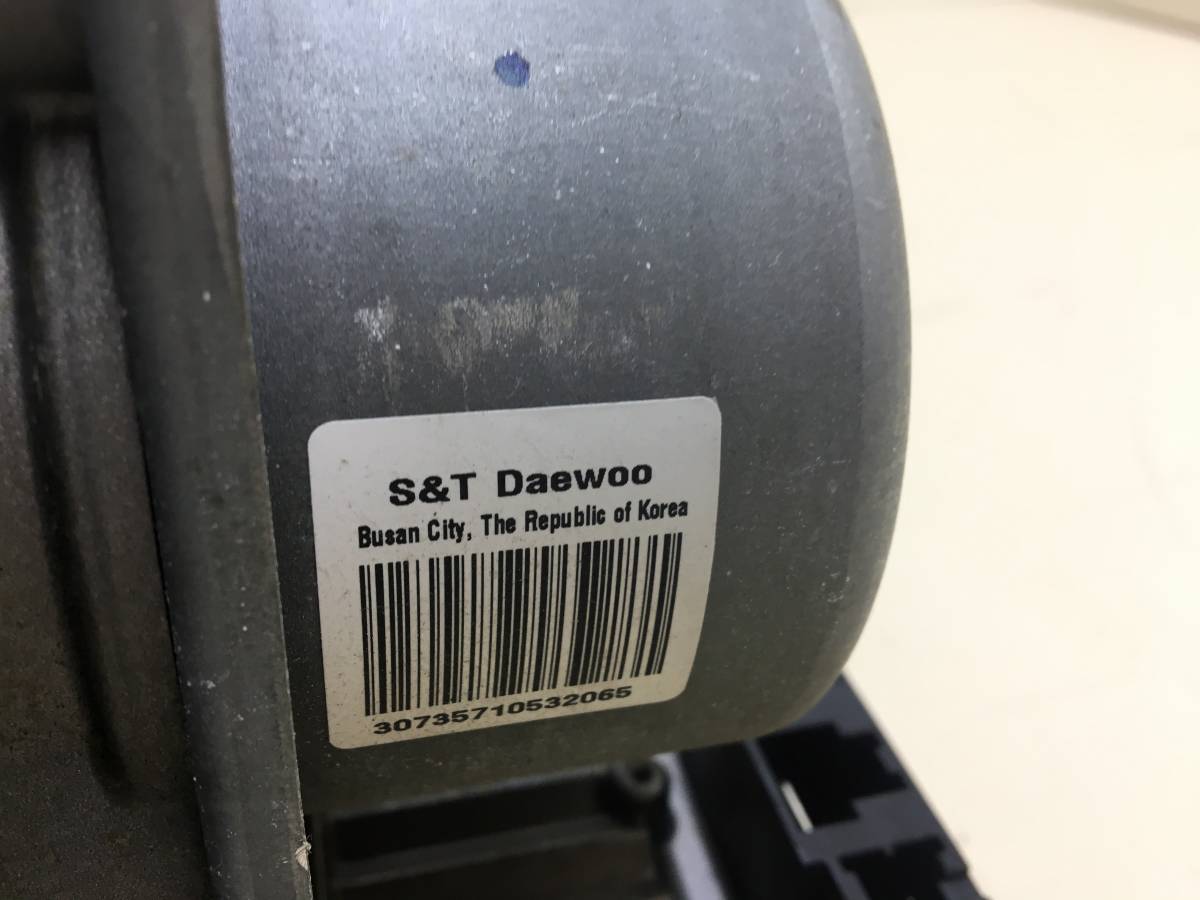 S&T Daewoo
Busan City, The Republic of Korea
30735710532065